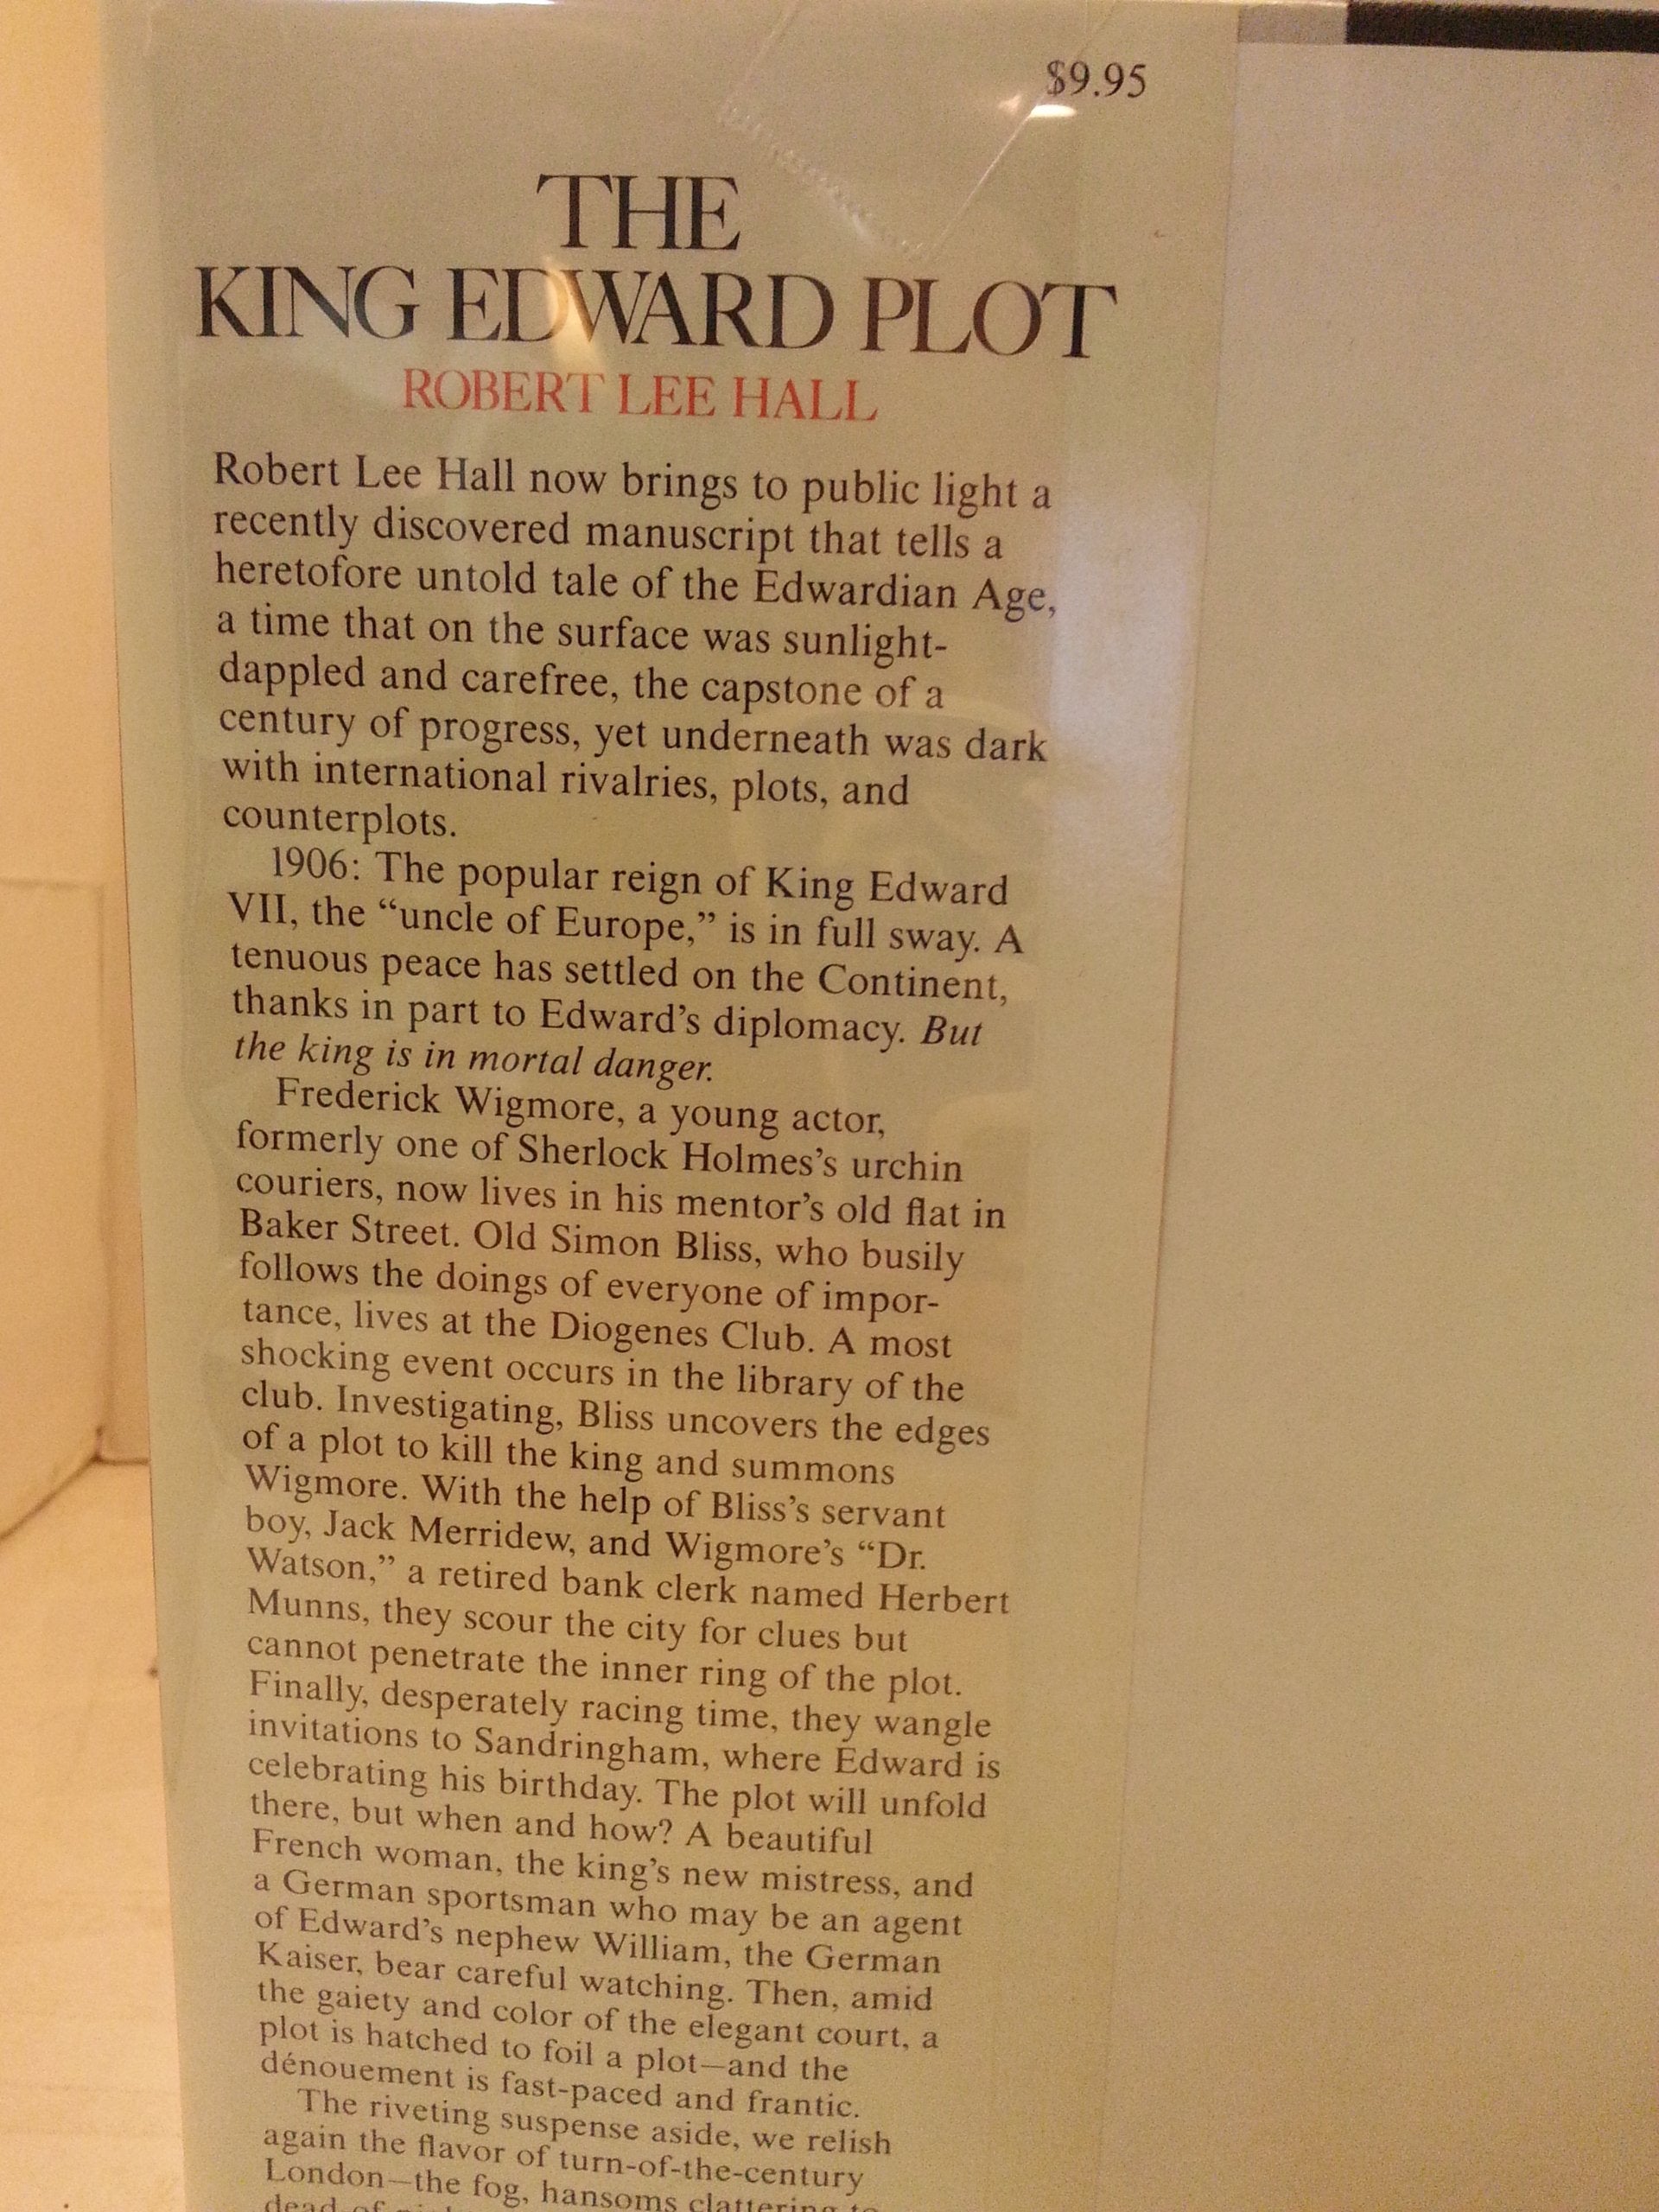 $9.95
THE
KING EDWARD PLOT
ROBERT LEE HALL
Robert Lee Hall now brings to public light a
recently discovered manuscript that tells a
heretofore untold tale of the Edwardian Age,
a time that on the surface was sunlight-
dappled and carefree, the capstone of a
century of progress, yet underneath was dark
with international rivalries, plots, and
counterplots.
1906: The popular reign of King Edward
VII, the “uncle of Europe,” is in full sway. A
tenuous peace has settled on the Continent,
thanks in part to Edward’s diplomacy. But
the king is in mortal danger.
Frederick Wigmore, a young actor,
formerly one of Sherlock Holmes’s urchin
couriers, now lives in his mentor’s old flat in
Baker Street. Old Simon Bliss, who busily
follows the doings of everyone of impor-
tance, lives at the Diogenes Club. A most
shocking event occurs in the library of the
club. Investigating, Bliss uncovers the edges
of a plot to kill the king and summons
Wigmore. With the help of Bliss’s servant
boy, Jack Merridew, and Wigmore’s “Dr.
Watson,” a retired bank clerk named Herbert
Munns, they scour the city for clues but
cannot penetrate the inner ring of the plot.
Finally, desperately racing time, they wangle
invitations to Sandringham, where Edward is
celebrating his birthday. The plot will unfold
there, but when and how? A beautiful
French woman, the king’s new mistress, and
a German sportsman who may be an agent
of Edward’s nephew William, the German
Kaiser, bear careful watching. Then, amid
the gaiety and color of the elegant court, a
plot is hatched to foil a plot—and the
dénouement is fast-paced and frantic.
The riveting suspense aside, we relish
again the flavor of turn-of-the-century
London—the fog, hansoms clattering to